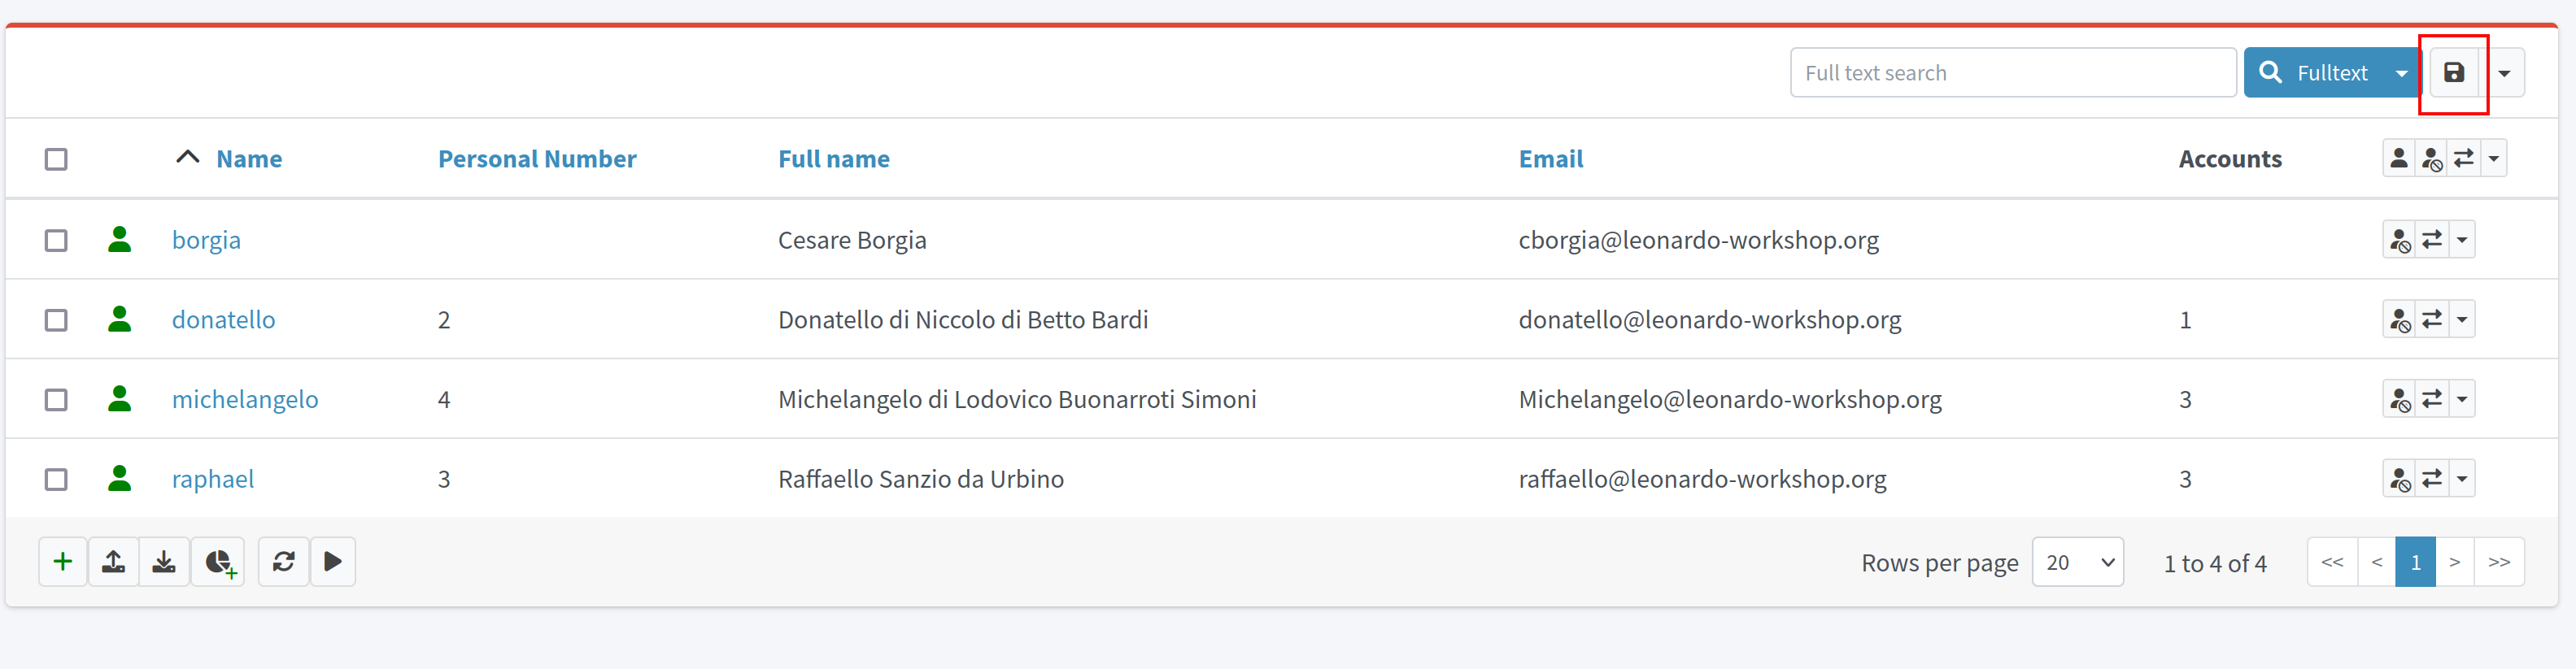 Full text search Fulltext
Name Personal Number Full name Email Accounts
borgia Cesare Borgia cborgia@leonardo-workshop.org
donatello 2 Donatello di Niccolo di Betto Bardi donatello@leonardo-workshop.org 1
michelangelo 4 Michelangelo di Lodovico Buonarroti Simoni Michelangelo@leonardo-workshop.org 3
raphael 3 Raffaello Sanzio da Urbino raffaello@leonardo-workshop.org 3
Rows per page 20 1 to 4 of 4 << < 1 > >>